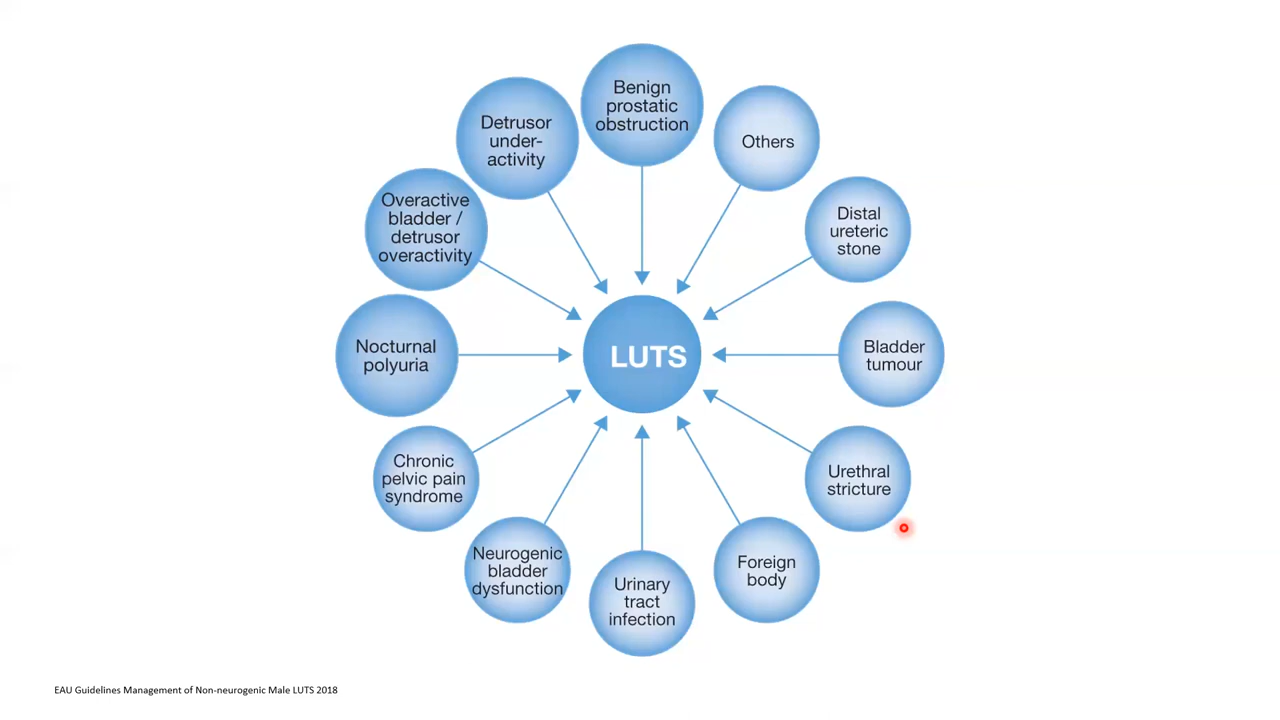 Benign
prostatic
obstruction
Others
Distal
ureteric
stone
Bladder
tumour
Urethral
stricture
Foreign
body
Urinary
tract
infection
Neurogenic
bladder
dysfunction
Chronic
pelvic pain
syndrome
Nocturnal
polyuria
Overactive
bladder /
detrusor
overactivity
Detrusor
under-
activity
LUTS
EAU Guidelines Management of Non-neurogenic Male LUTS 2018